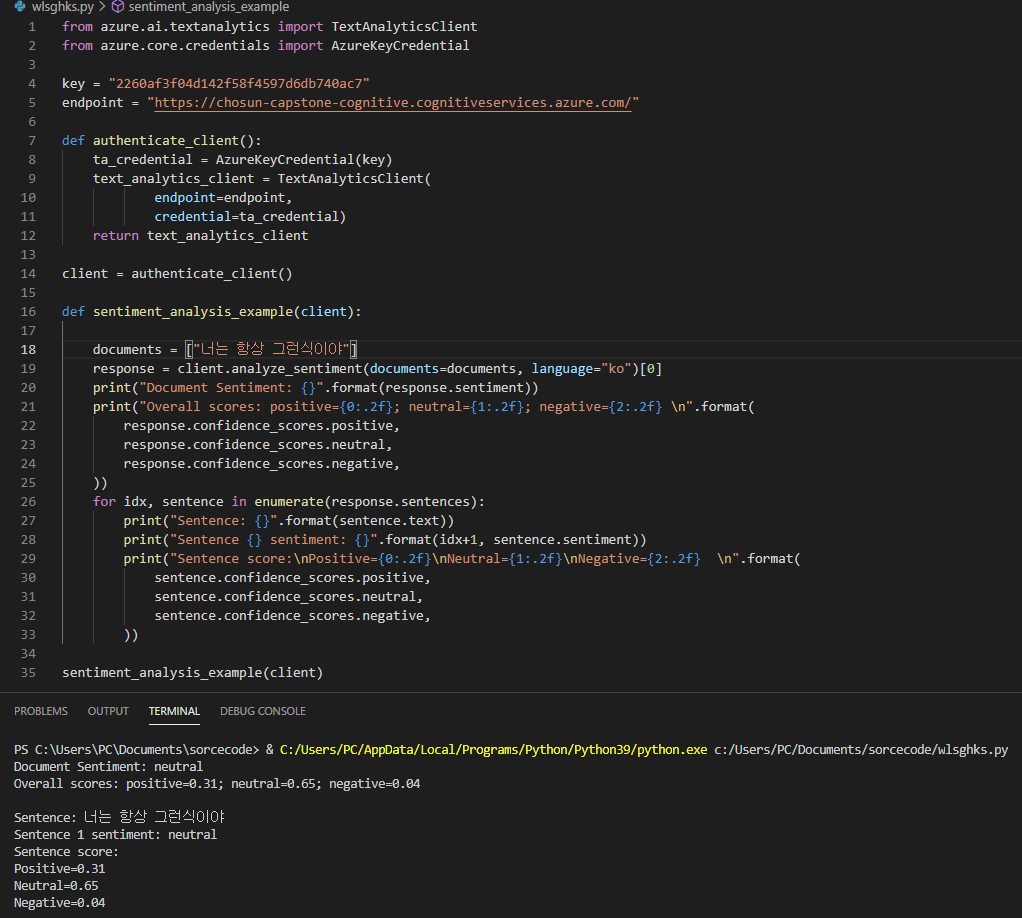 wlsghks.py > sentiment_analysis_example
1 from azure.ai.textanalytics import TextAnalyticsClient
2 from azure.core.credentials import AzureKeyCredential
3
4 key = "2260af3f04d142f58f4597d6db740ac7"
5 endpoint = "https://chosun-capstone-cognitive.cognitiveservices.azure.com/"
6
7 def authenticate_client():
8     ta_credential = AzureKeyCredential(key)
9     text_analytics_client = TextAnalyticsClient(
10             endpoint=endpoint,
11             credential=ta_credential)
12     return text_analytics_client
13
14 client = authenticate_client()
15
16 def sentiment_analysis_example(client):
17
18     documents = ["너는 항상 그런식이야"]
19     response = client.analyze_sentiment(documents=documents, language="ko")[0]
20     print("Document Sentiment: {}".format(response.sentiment))
21     print("Overall scores: positive={0:.2f}; neutral={1:.2f}; negative={2:.2f} \n".format(
22         response.confidence_scores.positive,
23         response.confidence_scores.neutral,
24         response.confidence_scores.negative,
25     ))
26     for idx, sentence in enumerate(response.sentences):
27         print("Sentence: {}".format(sentence.text))
28         print("Sentence {} sentiment: {}".format(idx+1, sentence.sentiment))
29         print("Sentence score:\nPositive={0:.2f}\nNeutral={1:.2f}\nNegative={2:.2f}  \n".format(
30             sentence.confidence_scores.positive,
31             sentence.confidence_scores.neutral,
32             sentence.confidence_scores.negative,
33         ))
34
35 sentiment_analysis_example(client)
PROBLEMS OUTPUT TERMINAL DEBUG CONSOLE
PS C:\Users\PC\Documents\sorcecode> & C:/Users/PC/AppData/Local/Programs/Python/Python39/python.exe c:/Users/PC/Documents/sorcecode/wlsghks.py
Document Sentiment: neutral
Overall scores: positive=0.31; neutral=0.65; negative=0.04
Sentence: 너는 항상 그런식이야
Sentence 1 sentiment: neutral
Sentence score:
Positive=0.31
Neutral=0.65
Negative=0.04